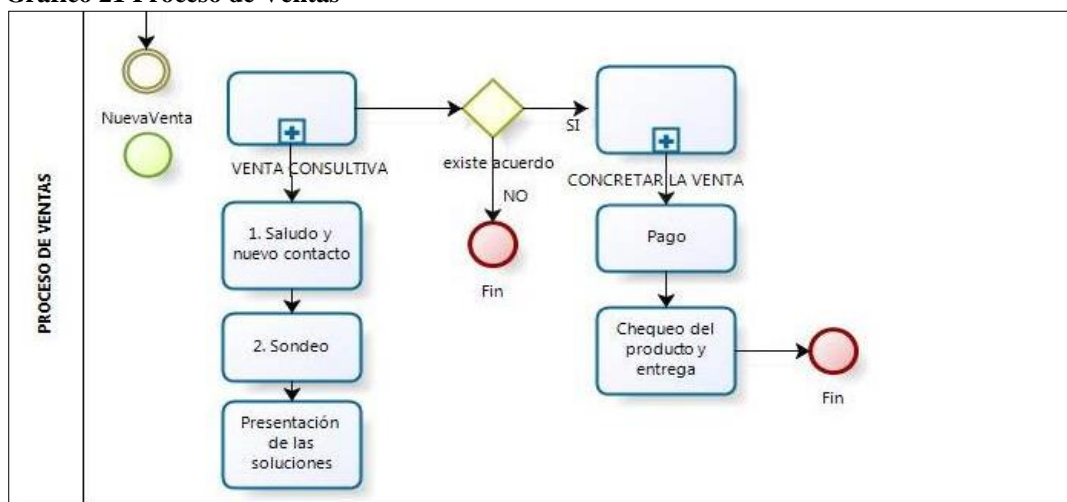 Gráfico 21 Proceso de Ventas
PROCESO DE VENTAS
NuevaVenta
VENTA CONSULTIVA
1. Saludo y
nuevo contacto
2. Sondeo
Presentación
de las
soluciones
existe acuerdo
SI
NO
Fin
CONCRETAR LA VENTA
Pago
Chequeo del
producto y
entrega
Fin